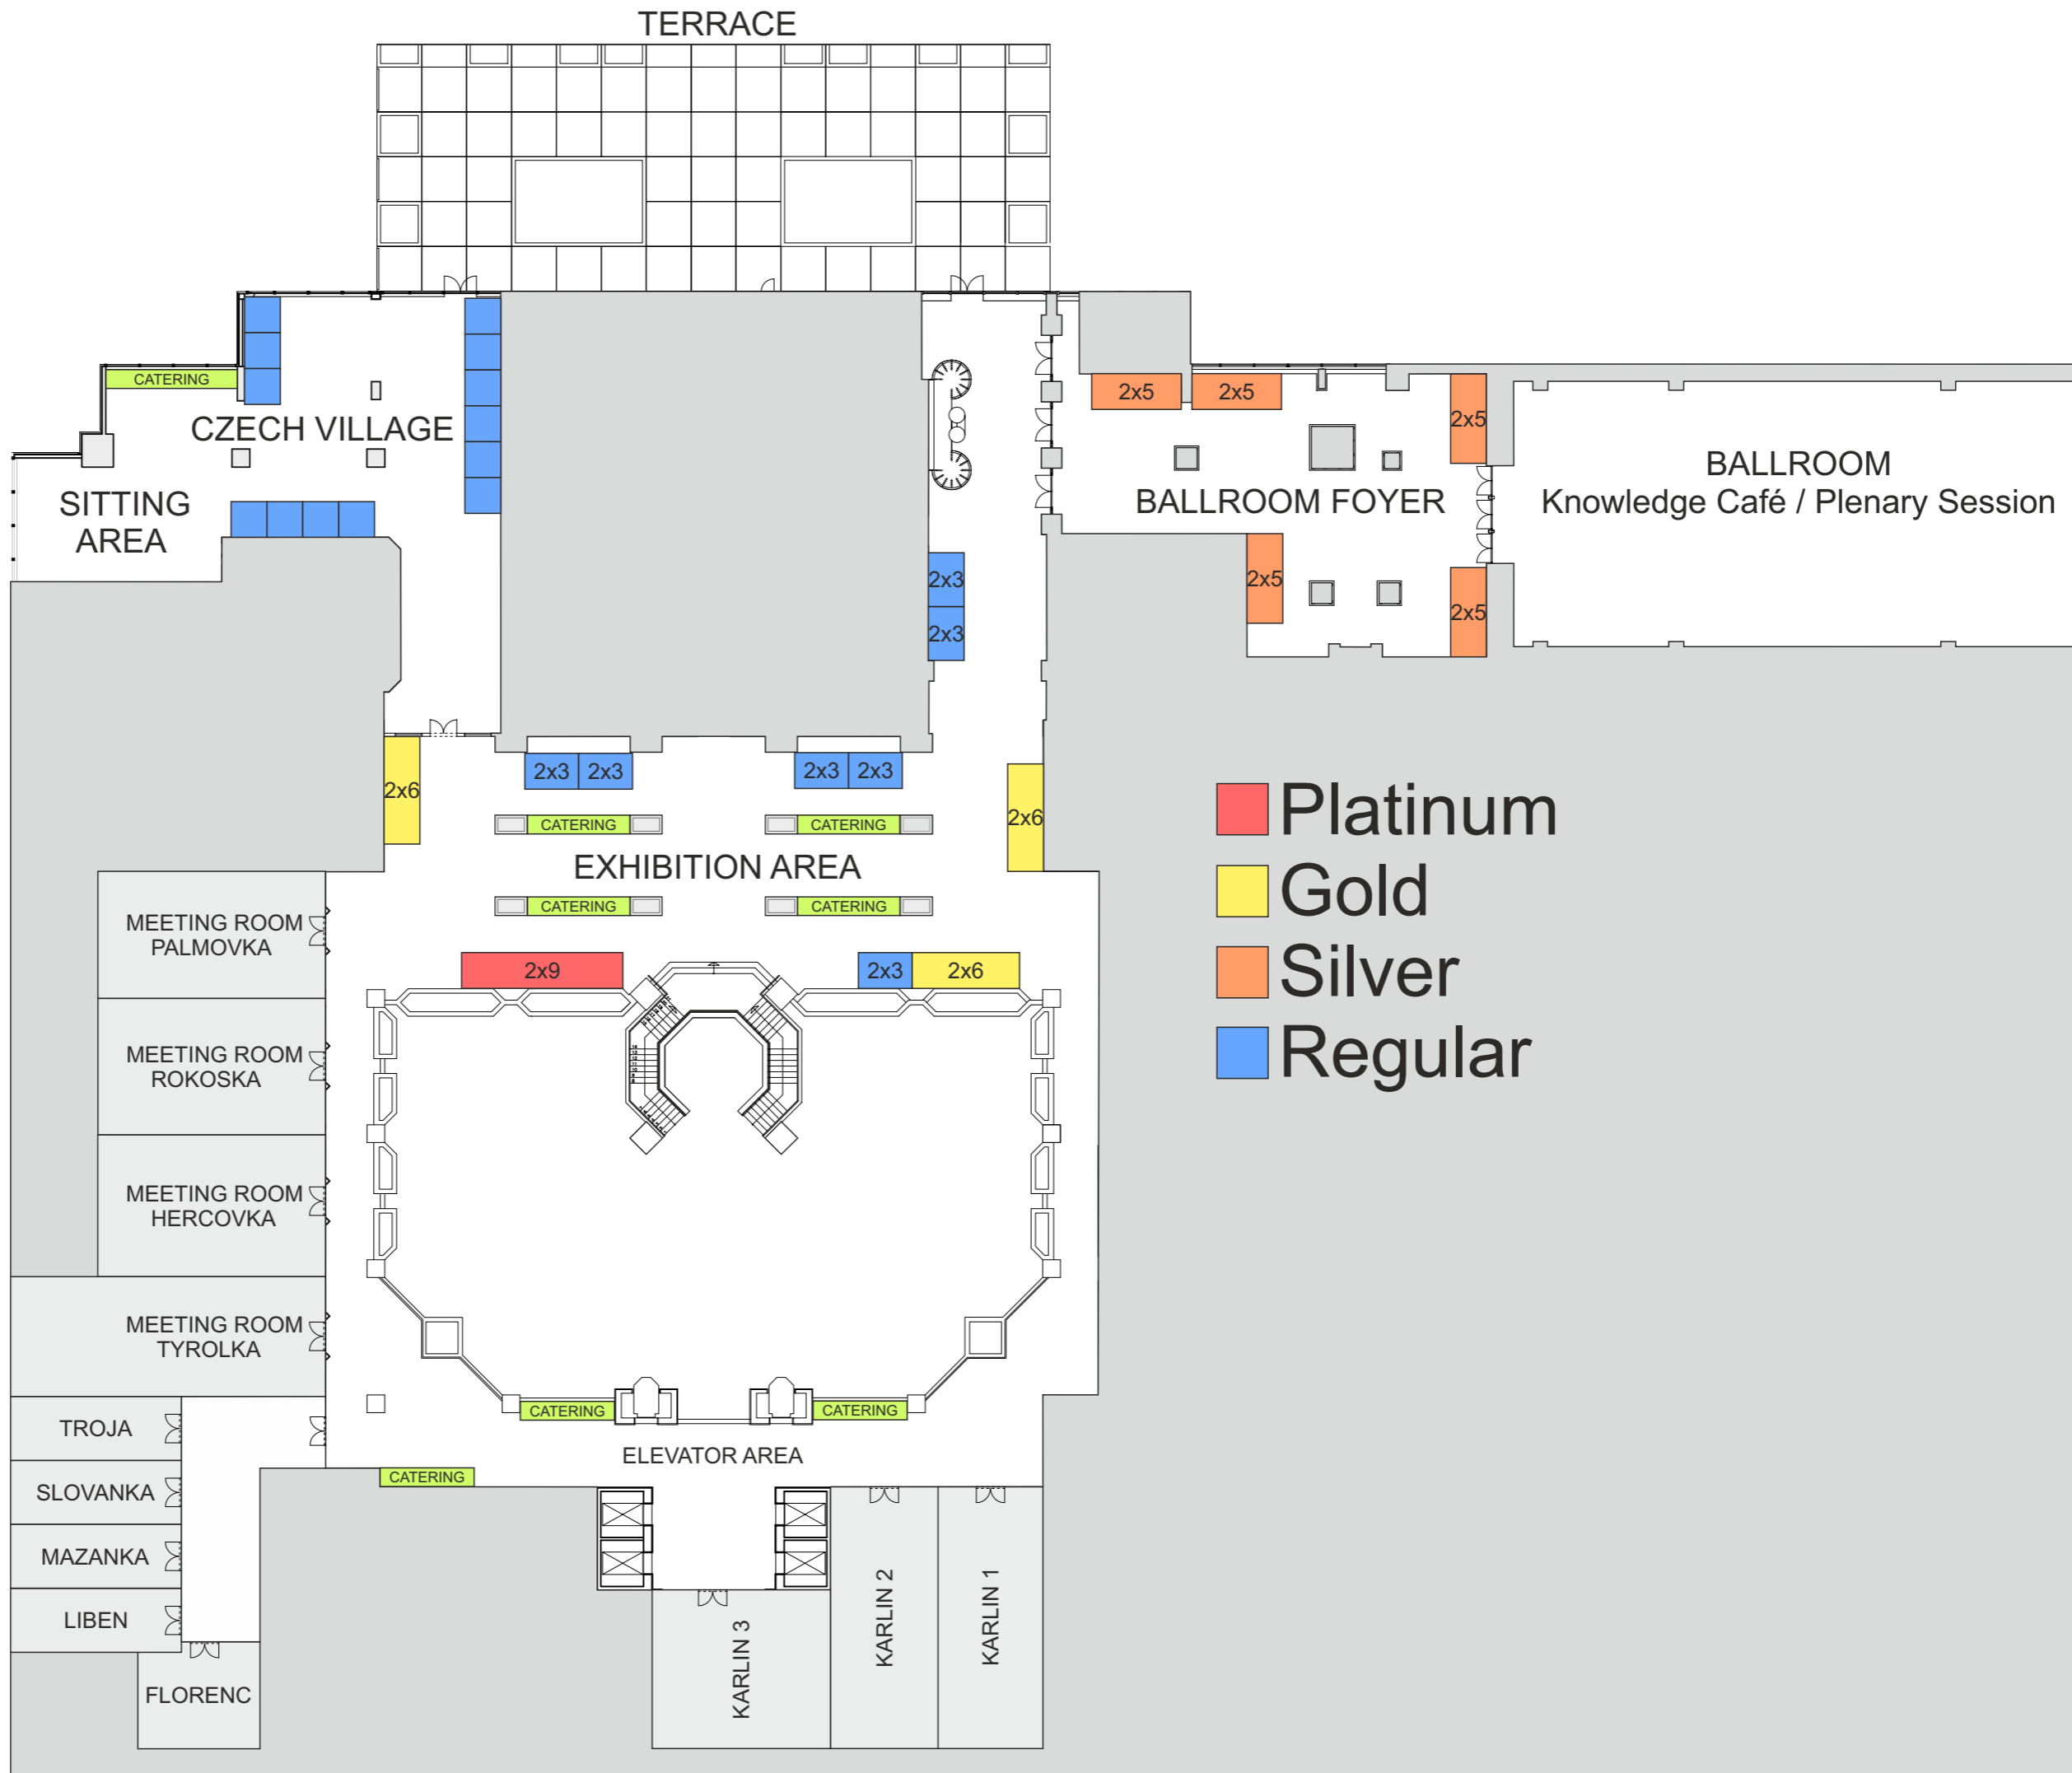 TERRACE
CATERING
CZECH VILLAGE
SITTING
AREA
2x5
2x5
2x5
BALLROOM FOYER
BALLROOM
Knowledge Café / Plenary Session
2x3
2x3
2x5
2x5
2x6
2x3
2x3
2x3
2x3
2x6
CATERING
CATERING
EXHIBITION AREA
CATERING
CATERING
2x9
2x3
2x6
Platinum
Gold
Silver
Regular
MEETING ROOM
PALMOVKA
MEETING ROOM
ROKOSKA
MEETING ROOM
HERCOVKA
MEETING ROOM
TYROLKA
CATERING
CATERING
ELEVATOR AREA
CATERING
TROJA
SLOVANKA
MAZANKA
LIBEN
FLORENC
KARLIN 3
KARLIN 2
KARLIN 1